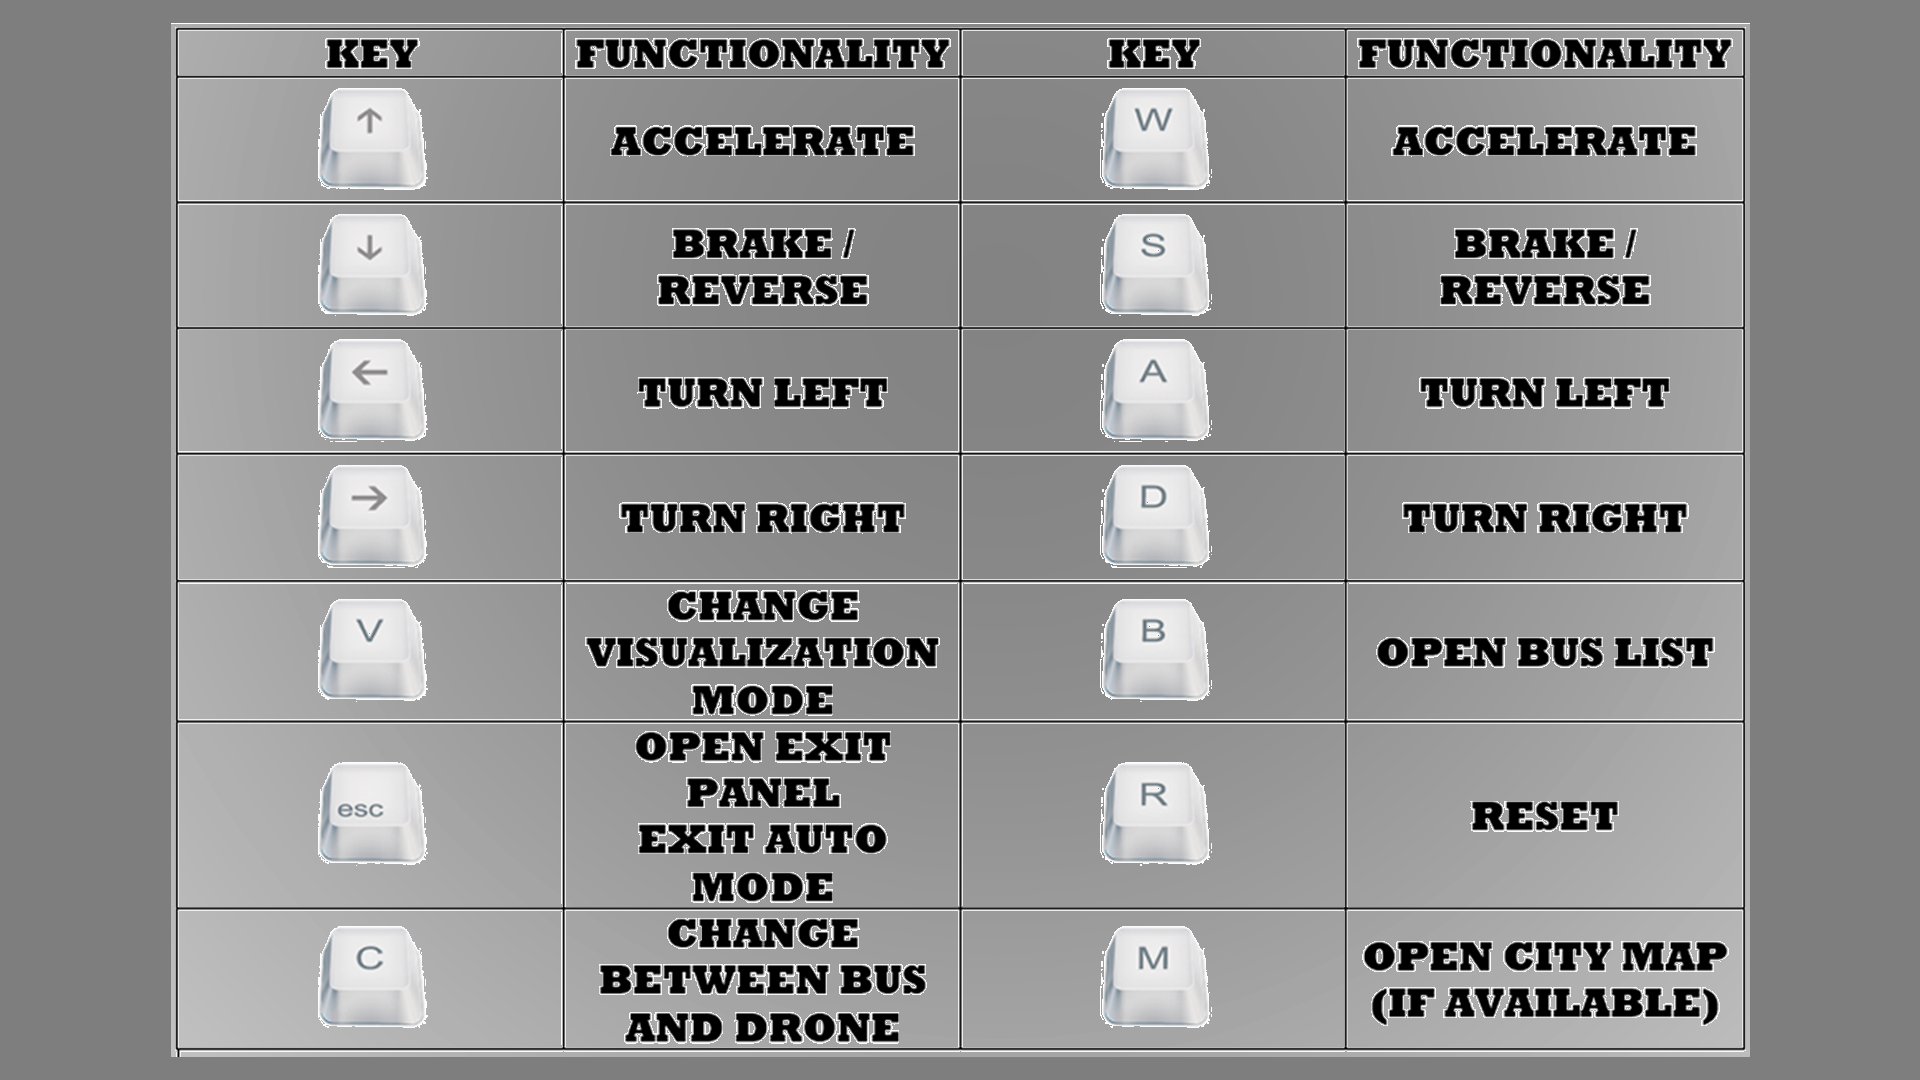 KEY FUNCTIONALITY KEY FUNCTIONALITY
↑ ACCELERATE W ACCELERATE
↓ BRAKE / REVERSE S BRAKE / REVERSE
← TURN LEFT A TURN LEFT
→ TURN RIGHT D TURN RIGHT
V
CHANGE
VISUALIZATION
MODE
B
OPEN BUS LIST
esc
OPEN EXIT
PANEL
EXIT AUTO
MODE
R
RESET
C
CHANGE
BETWEEN BUS
AND DRONE
M
OPEN CITY MAP
(IF AVAILABLE)